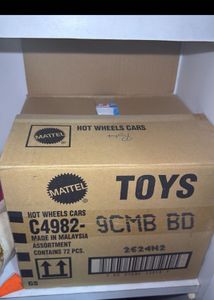 HOT WHEELS CARS
MATTEL
MATTEL
TOYS
HOT WHEELS CARS
C4982-
9CMB BD
MADE IN MALAYSIA
ASSORTMENT
CONTAINS 72 PCS.
2624H2
GS